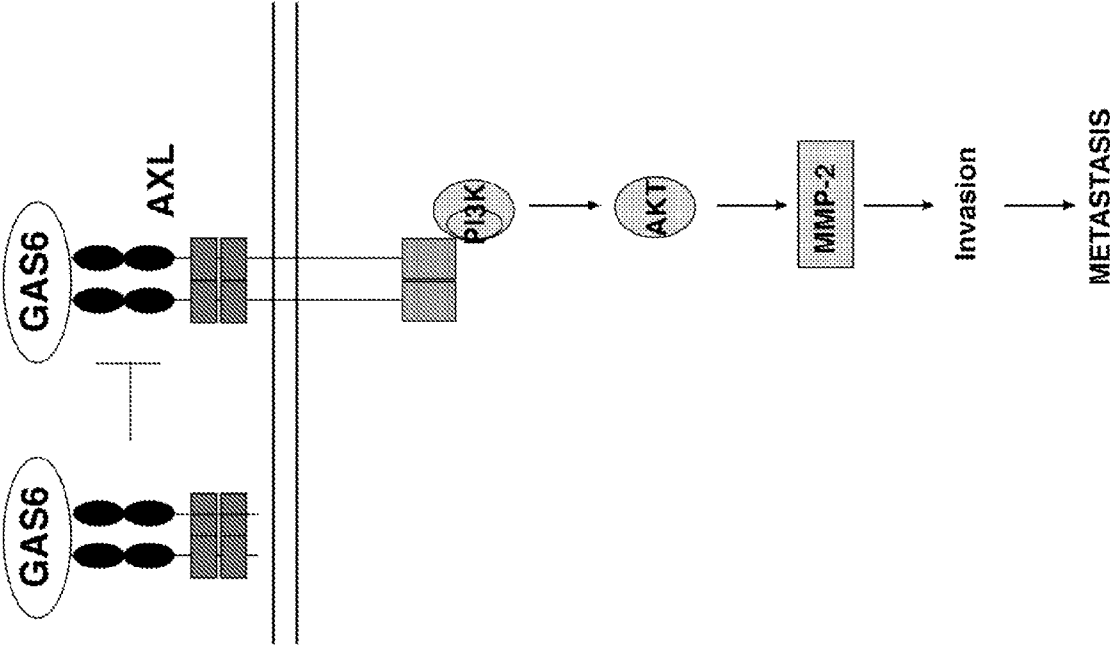 GAS6
GAS6
AXL
PI3K
AKT
MMP-2
Invasion
METASTASIS